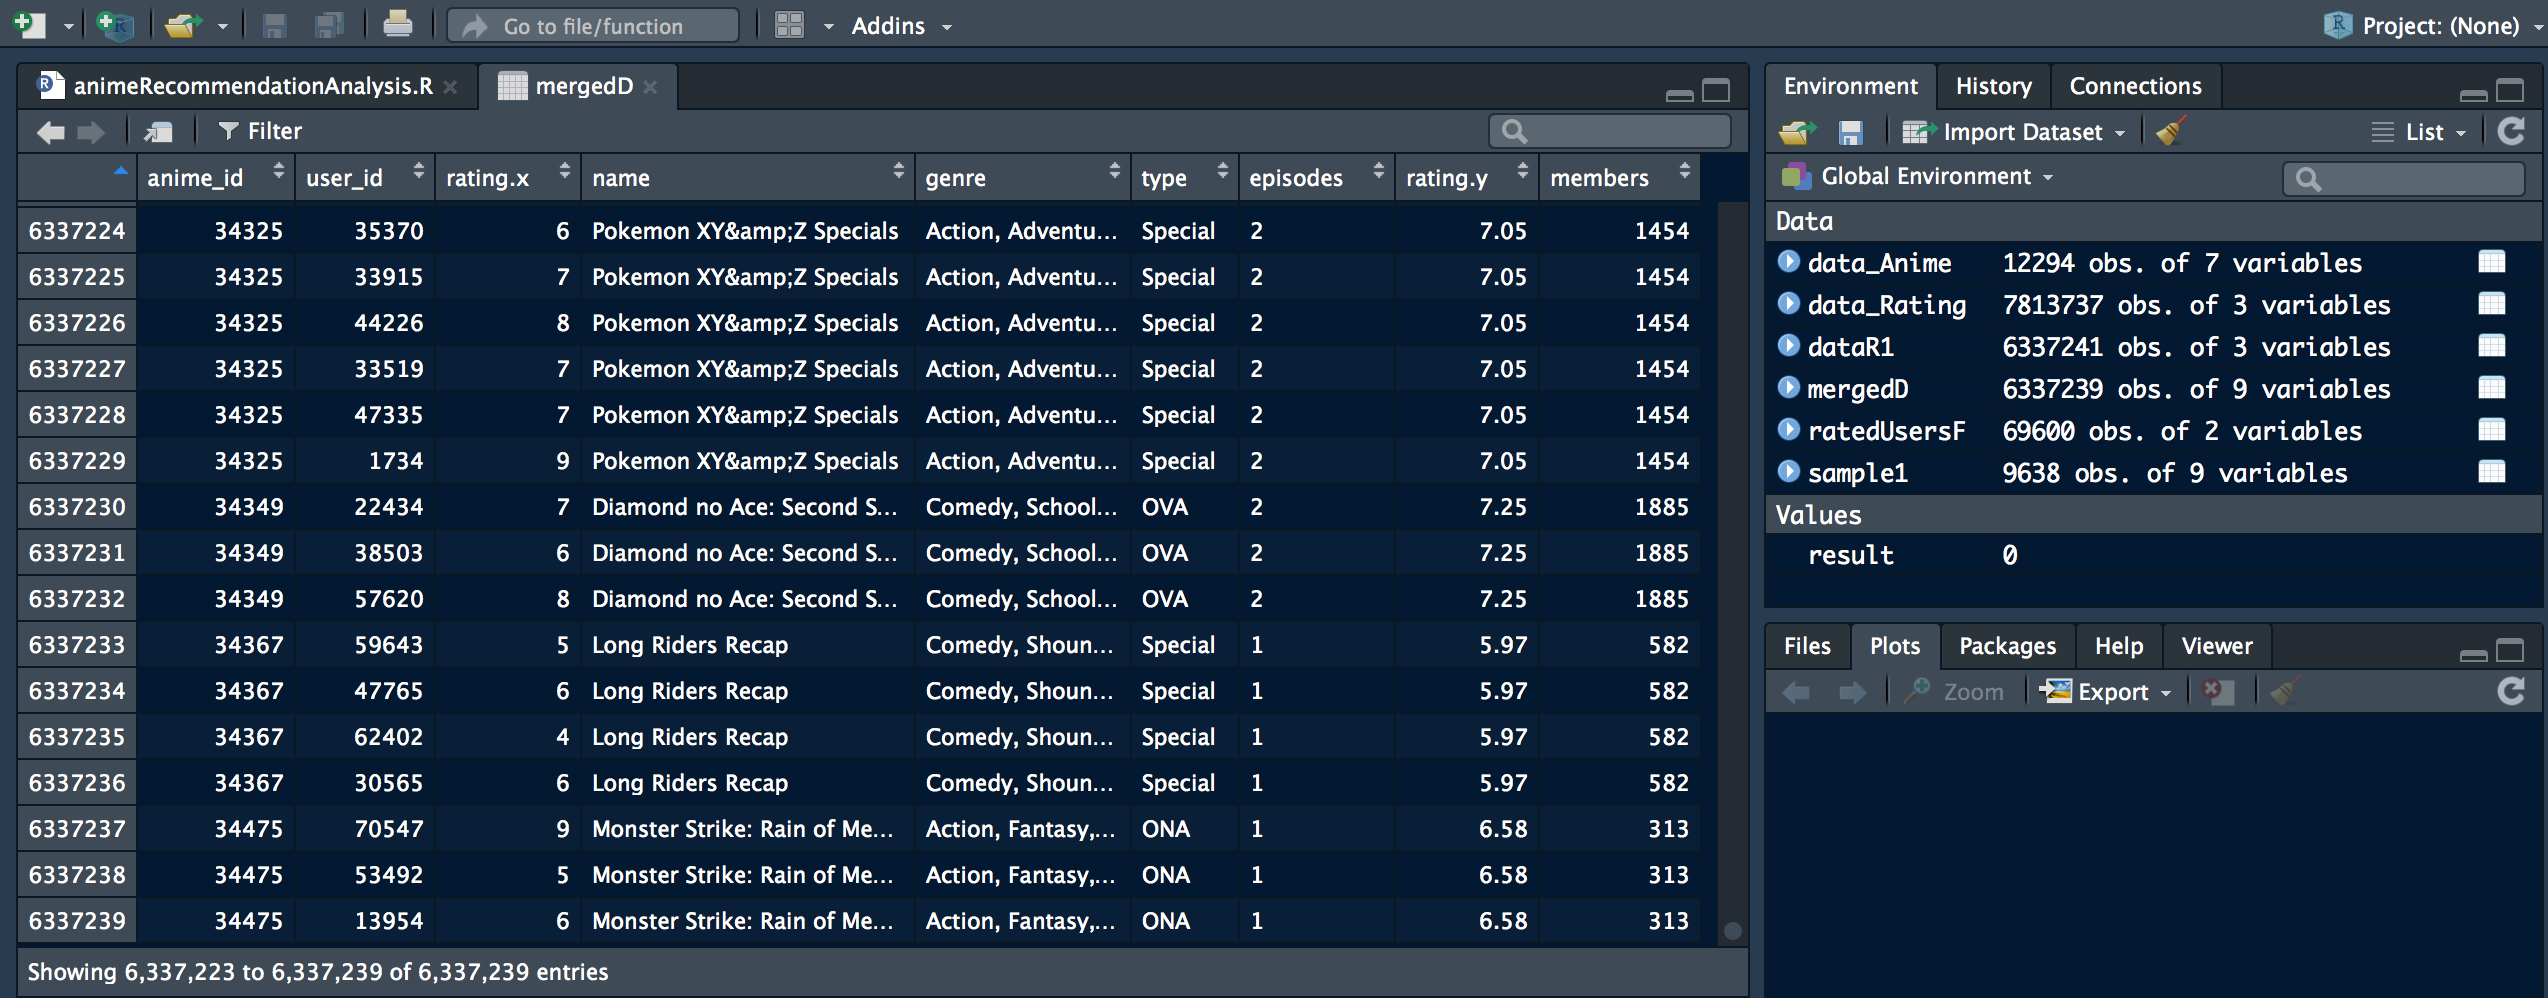 Go to file/function Addins Project: (None)
animeRecommendationAnalysis.R mergedD
Filter
anime_id user_id rating.x name genre type episodes rating.y members
6337224 34325 35370 6 Pokemon XY&amp;Z Specials Action, Adventu... Special 2 7.05 1454
6337225 34325 33915 7 Pokemon XY&amp;Z Specials Action, Adventu... Special 2 7.05 1454
6337226 34325 44226 8 Pokemon XY&amp;Z Specials Action, Adventu... Special 2 7.05 1454
6337227 34325 33519 7 Pokemon XY&amp;Z Specials Action, Adventu... Special 2 7.05 1454
6337228 34325 47335 7 Pokemon XY&amp;Z Specials Action, Adventu... Special 2 7.05 1454
6337229 34325 1734 9 Pokemon XY&amp;Z Specials Action, Adventu... Special 2 7.05 1454
6337230 34349 22434 7 Diamond no Ace: Second S... Comedy, School... OVA 2 7.25 1885
6337231 34349 38503 6 Diamond no Ace: Second S... Comedy, School... OVA 2 7.25 1885
6337232 34349 57620 8 Diamond no Ace: Second S... Comedy, School... OVA 2 7.25 1885
6337233 34367 59643 5 Long Riders Recap Comedy, Shoun... Special 1 5.97 582
6337234 34367 47765 6 Long Riders Recap Comedy, Shoun... Special 1 5.97 582
6337235 34367 62402 4 Long Riders Recap Comedy, Shoun... Special 1 5.97 582
6337236 34367 30565 6 Long Riders Recap Comedy, Shoun... Special 1 5.97 582
6337237 34475 70547 9 Monster Strike: Rain of Me... Action, Fantasy,... ONA 1 6.58 313
6337238 34475 53492 5 Monster Strike: Rain of Me... Action, Fantasy,... ONA 1 6.58 313
6337239 34475 13954 6 Monster Strike: Rain of Me... Action, Fantasy,... ONA 1 6.58 313
Showing 6,337,223 to 6,337,239 of 6,337,239 entries
Environment History Connections
Import Dataset List
Global Environment
Data
data_Anime 12294 obs. of 7 variables
data_Rating 7813737 obs. of 3 variables
dataR1 6337241 obs. of 3 variables
mergedD 6337239 obs. of 9 variables
ratedUsersF 69600 obs. of 2 variables
sample1 9638 obs. of 9 variables
Values
result 0
Files Plots Packages Help Viewer
Zoom Export